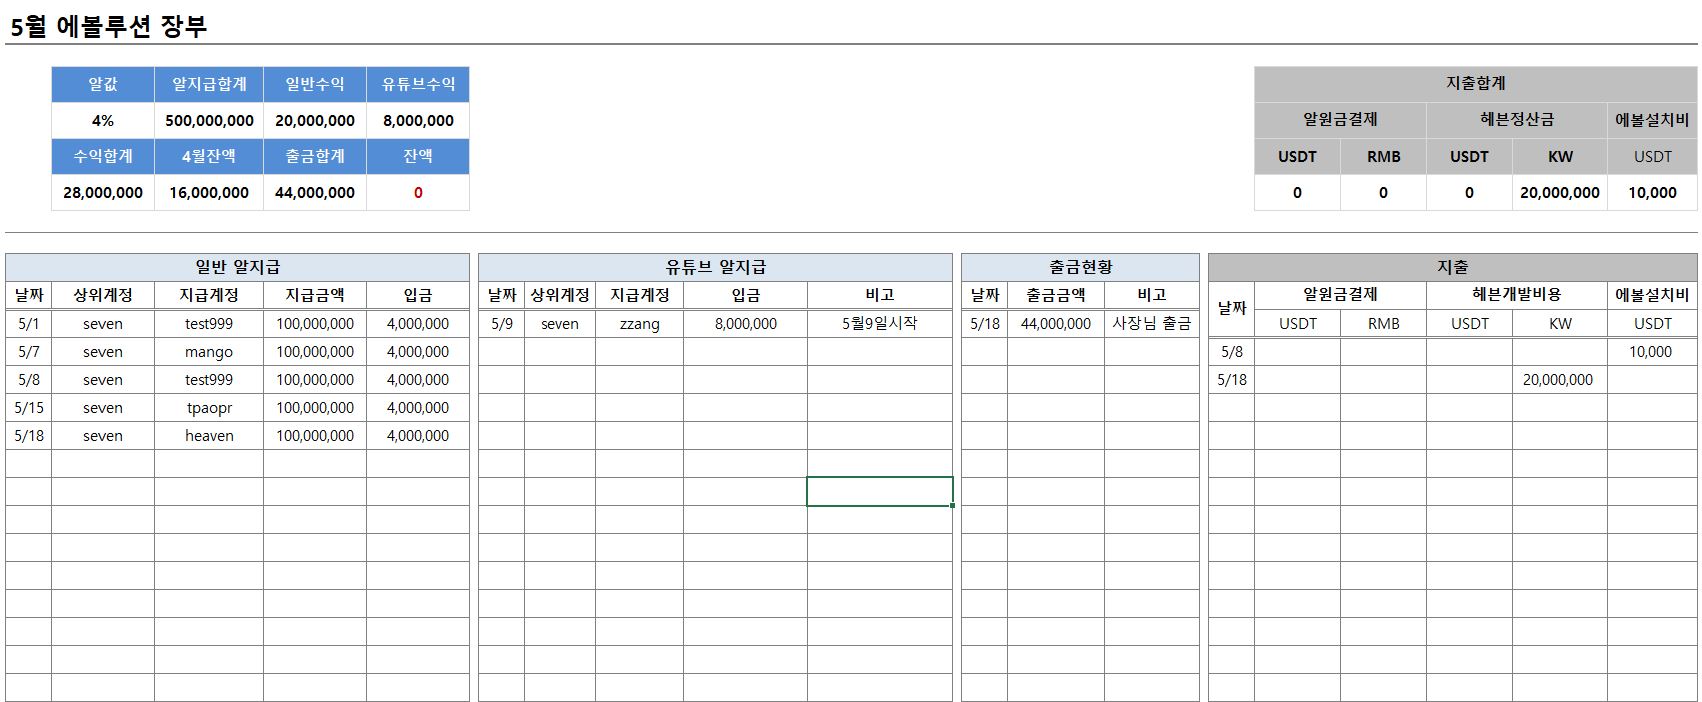 5월 에볼루션 장부
알값 알지급합계 일반수익 유튜브수익
4% 500,000,000 20,000,000 8,000,000
수익합계 4월잔액 출금합계 잔액
28,000,000 16,000,000 44,000,000 0
지출합계
알원금결제 헤븐정산금 에볼설치비
USDT RMB USDT KW USDT
0 0 0 20,000,000 10,000
일반 알지급
날짜 상위계정 지급계정 지급금액 입금
5/1 seven test999 100,000,000 4,000,000
5/7 seven mango 100,000,000 4,000,000
5/8 seven test999 100,000,000 4,000,000
5/15 seven tpaopr 100,000,000 4,000,000
5/18 seven heaven 100,000,000 4,000,000
유튜브 알지급
날짜 상위계정 지급계정 입금 비고
5/9 seven zzang 8,000,000 5월9일시작
출금현황
날짜 출금금액 비고
5/18 44,000,000 사장님 출금
지출
날짜 알원금결제 헤븐개발비용 에볼설치비
USDT RMB USDT KW USDT
5/8 10,000
5/18 20,000,000